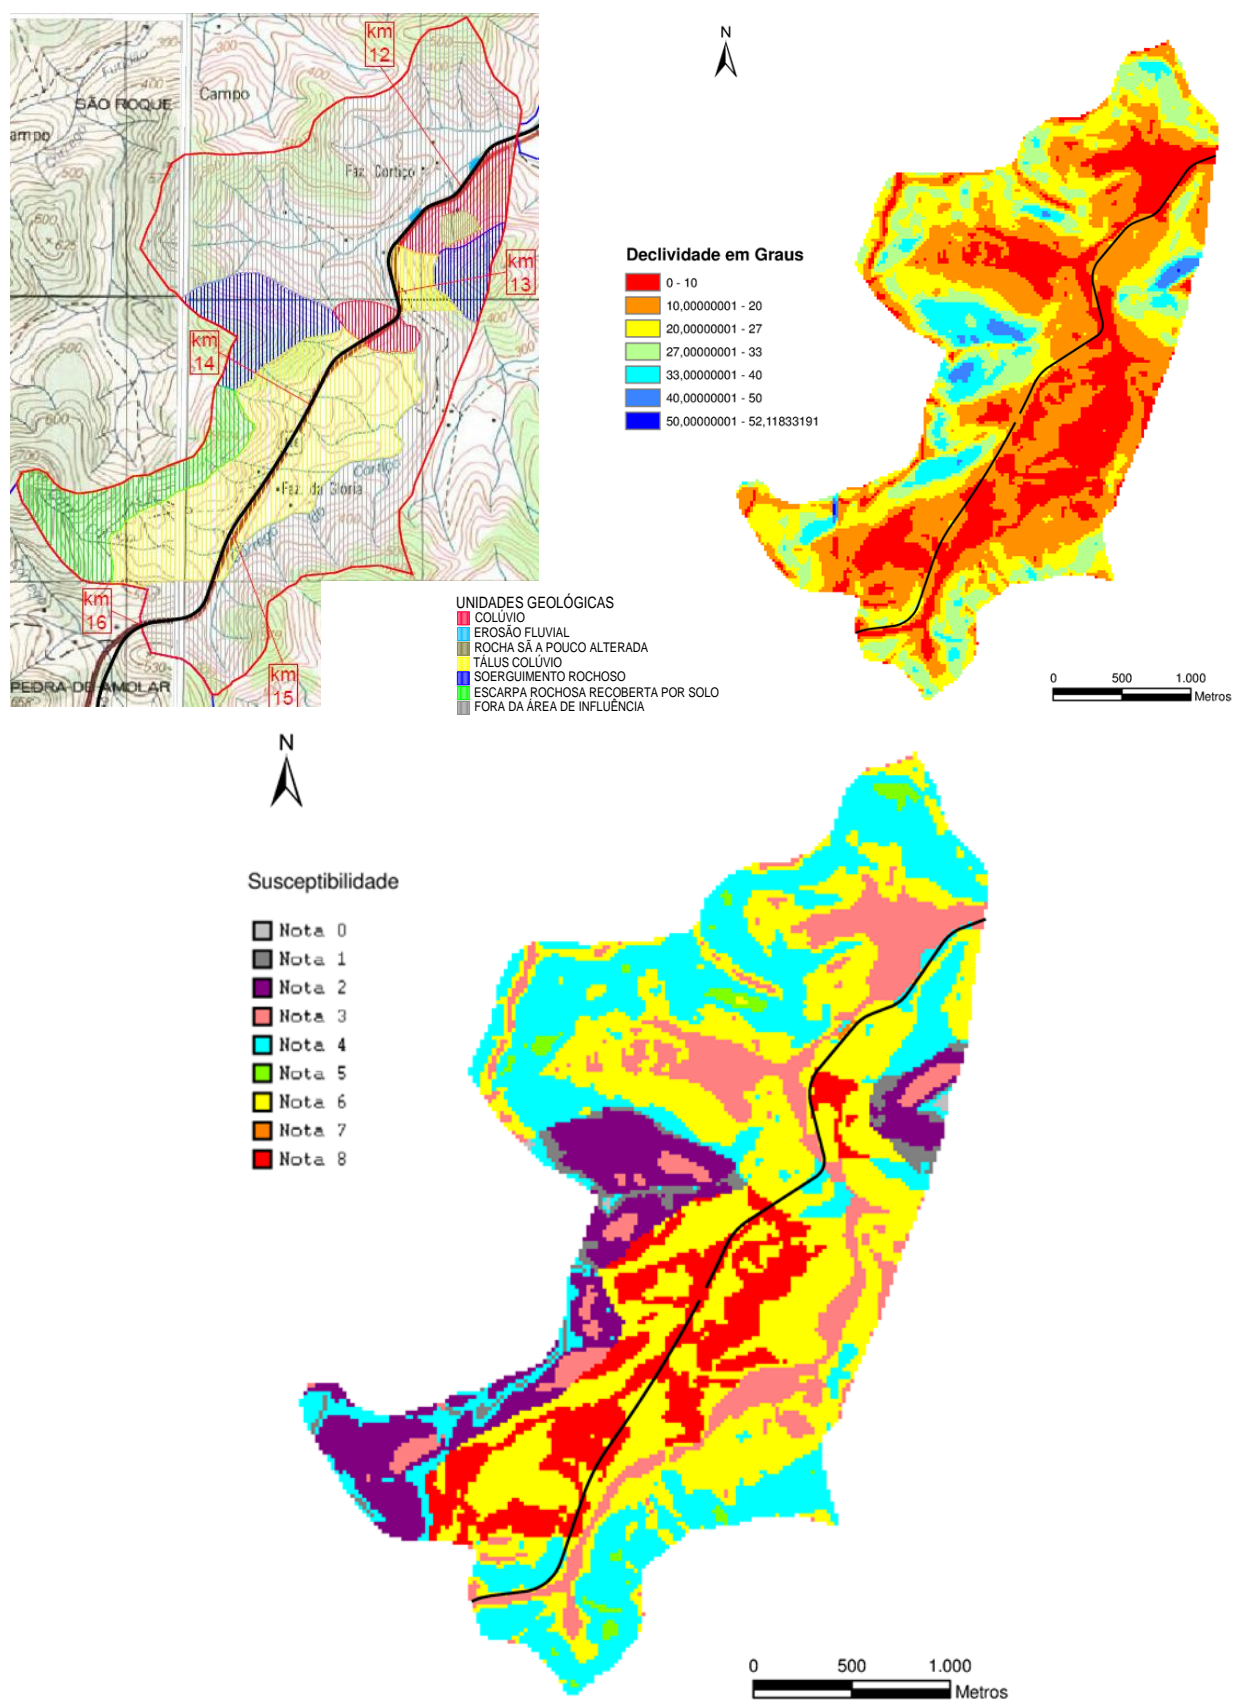 km
12
SÃO ROQUE
Campo
ampo
Faz. Cortiço
km
13
km
14
Cortiço
Faz. da Gloria
km
16
km
15
PEDRA DE AMOLAR
UNIDADES GEOLÓGICAS
COLÚVIO
EROSÃO FLUVIAL
ROCHA SÃ A POUCO ALTERADA
TÁLUS COLÚVIO
SOERGUIMENTO ROCHOSO
ESCARPA ROCHOSA RECOBERTA POR SOLO
FORA DA ÁREA DE INFLUÊNCIA
N
Declividade em Graus
0 - 10
10,00000001 - 20
20,00000001 - 27
27,00000001 - 33
33,00000001 - 40
40,00000001 - 50
50,00000001 - 52,11833191
0 500 1.000
Metros
N
Susceptibilidade
Nota 0
Nota 1
Nota 2
Nota 3
Nota 4
Nota 5
Nota 6
Nota 7
Nota 8
0 500 1.000
Metros